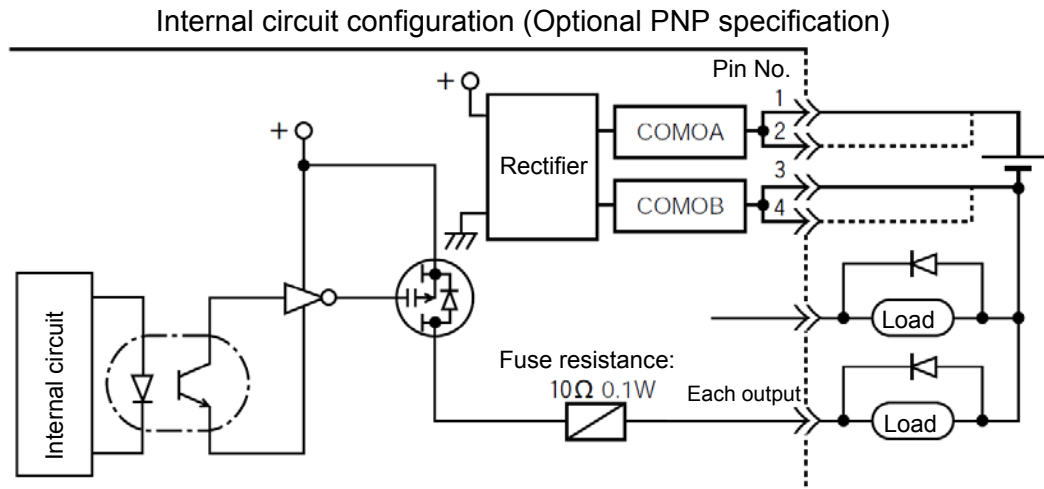 Internal circuit configuration (Optional PNP specification)
Pin No.
+
+
1
2
3
4
COMOA
COMOB
Rectifier
Internal circuit
Load
Fuse resistance:
10Ω 0.1W
Each output
Load